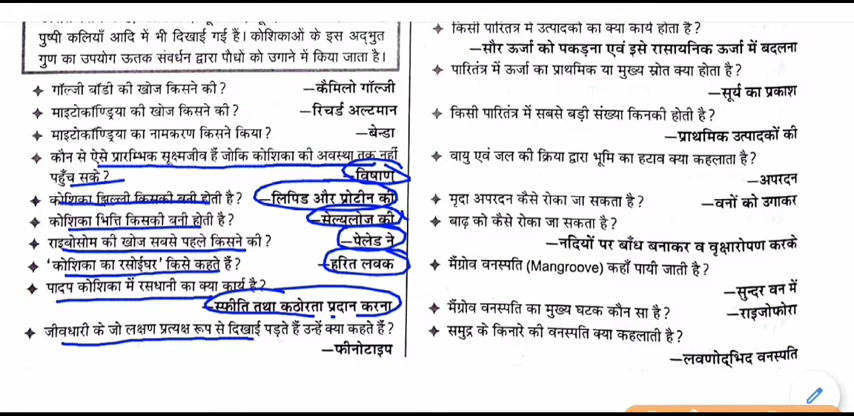 पुष्पी कलियाँ आदि में भी दिखाई गई हैं। कोशिकाओं के इस अद्भुत
गुण का उपयोग ऊतक संवर्धन द्वारा पौधों को उगाने में किया जाता है।
❖ गॉल्जी बॉडी की खोज किसने की? —कैमिलो गॉल्जी
❖ माइटोकॉण्ड्रिया की खोज किसने की? —रिचर्ड अल्टमान
❖ माइटोकॉण्ड्रिया का नामकरण किसने किया? —बेन्डा
❖ कौन से ऐसे प्रारम्भिक सूक्ष्मजीव हैं जोकि कोशिका की अवस्था तक नहीं
पहुँच सके? —विषाणु
❖ कोशिका झिल्ली किसकी बनी होती है? —लिपिड और प्रोटीन की
❖ कोशिका भित्ति किसकी बनी होती है? —सेल्यूलोज की
❖ राइबोसोम की खोज सबसे पहले किसने की? —पेलेड ने
❖ ‘कोशिका का रसोईघर’ किसे कहते हैं? —हरित लवक
❖ पादप कोशिका में रसधानी का क्या कार्य है?
—स्फीति तथा कठोरता प्रदान करना
❖ जीवधारी के जो लक्षण प्रत्यक्ष रूप से दिखाई पड़ते हैं उन्हें क्या कहते हैं?
—फीनोटाइप
❖ किसी पारितंत्र में उत्पादकों का क्या कार्य होता है?
—सौर ऊर्जा को पकड़ना एवं इसे रासायनिक ऊर्जा में बदलना
❖ पारितंत्र में ऊर्जा का प्राथमिक या मुख्य स्रोत क्या होता है?
—सूर्य का प्रकाश
❖ किसी पारितंत्र में सबसे बड़ी संख्या किनकी होती है?
—प्राथमिक उत्पादकों की
❖ वायु एवं जल की क्रिया द्वारा भूमि का हटाव क्या कहलाता है?
—अपरदन
❖ मृदा अपरदन कैसे रोका जा सकता है? —वनों को उगाकर
❖ बाढ़ को कैसे रोका जा सकता है?
—नदियों पर बाँध बनाकर व वृक्षारोपण करके
❖ मैंग्रोव वनस्पति (Mangroove) कहाँ पायी जाती है?
—सुन्दर वन में
❖ मैंग्रोव वनस्पति का मुख्य घटक कौन सा है? —राइजोफोरा
❖ समुद्र के किनारे की वनस्पति क्या कहलाती है?
—लवणोद्भिद वनस्पति